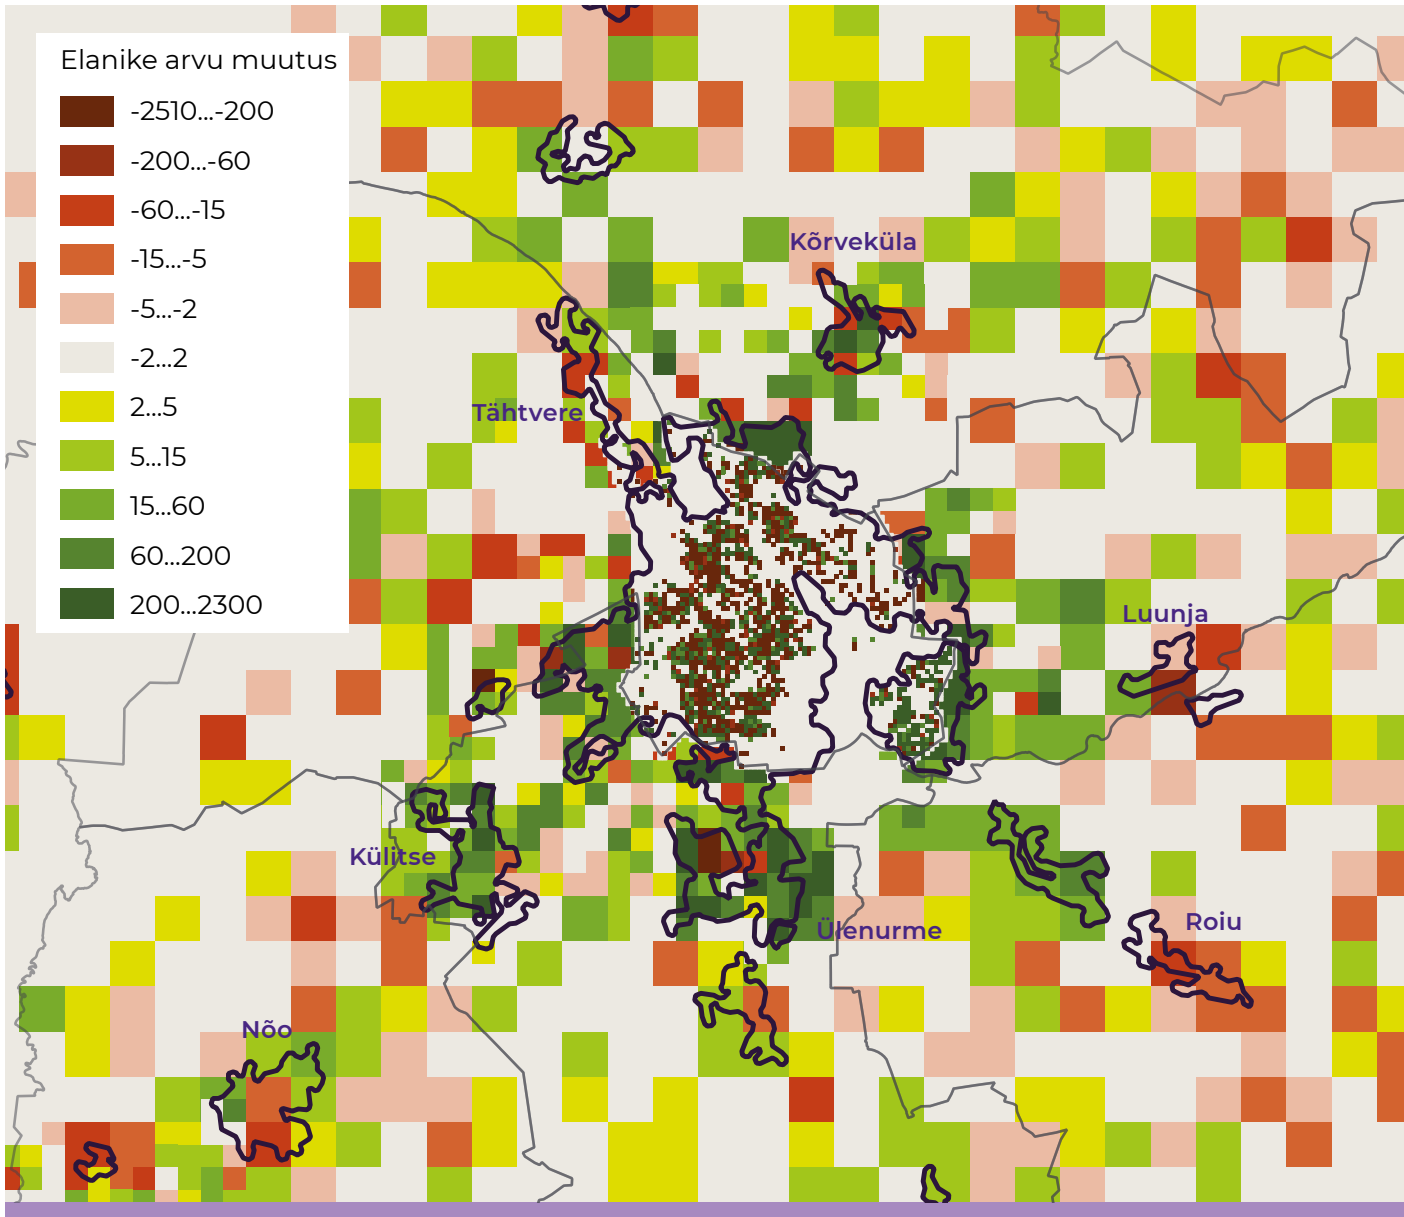 Elanike arvu muutus
-2510...-200
-200...-60
-60...-15
-15...-5
-5...-2
-2...2
2...5
5...15
15...60
60...200
200...2300
Kõrveküla
Tähtvere
Luunja
Külitse
Ülenurme
Roiu
Nõo